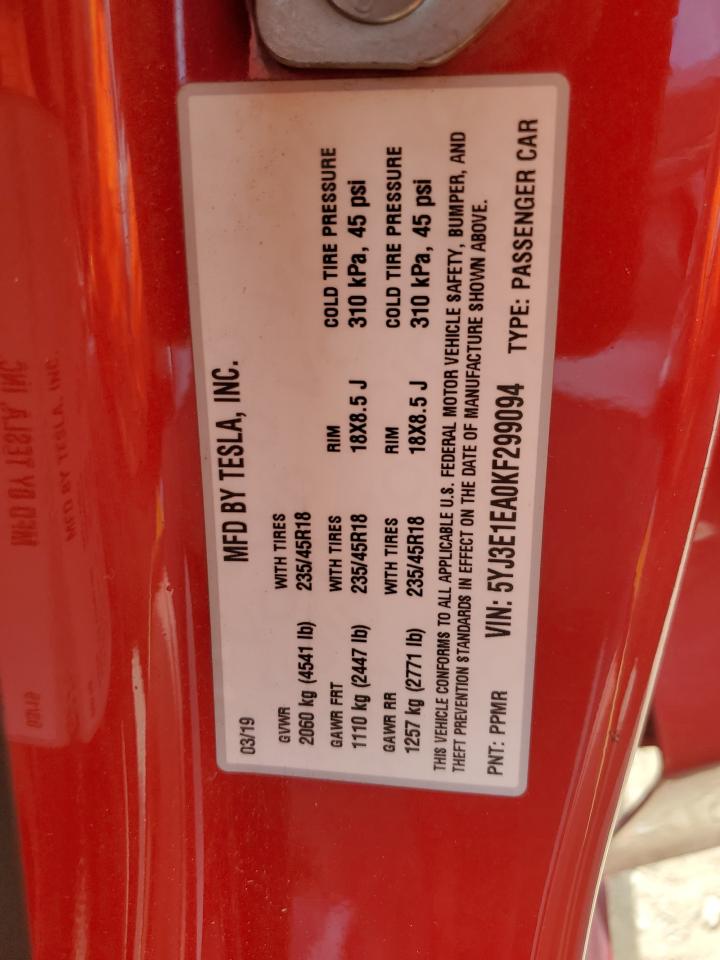 MFD BY TESLA, INC.
03/19
GVWR WITH TIRES
2060 kg (4541 lb) 235/45R18
GAWR FRT WITH TIRES RIM COLD TIRE PRESSURE
1110 kg (2447 lb) 235/45R18 18X8.5 J 310 kPa, 45 psi
GAWR RR WITH TIRES RIM COLD TIRE PRESSURE
1257 kg (2771 lb) 235/45R18 18X8.5 J 310 kPa, 45 psi
THIS VEHICLE CONFORMS TO ALL APPLICABLE U.S. FEDERAL MOTOR VEHICLE SAFETY, BUMPER, AND
THEFT PREVENTION STANDARDS IN EFFECT ON THE DATE OF MANUFACTURE SHOWN ABOVE.
PNT: PPMR VIN: 5YJ3E1EA0KF299094 TYPE: PASSENGER CAR